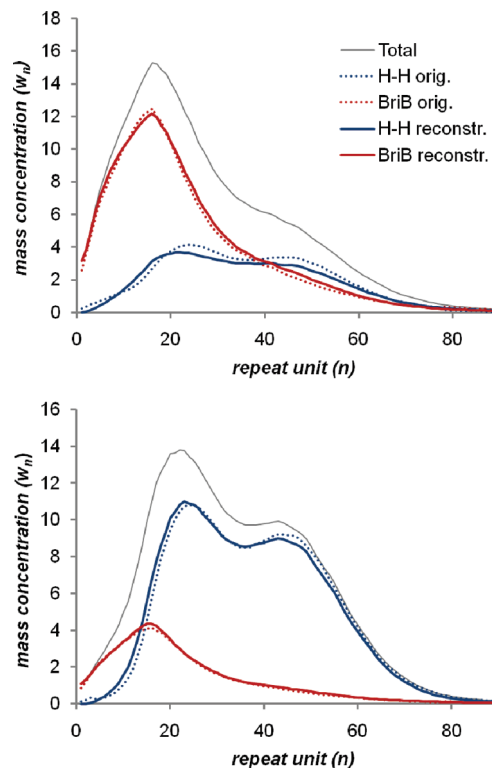 18
16
14
12
10
8
6
4
2
0
mass concentration (wn)
Total
H-H orig.
BriB orig.
H-H reconstr.
BriB reconstr.
0 20 40 60 80
repeat unit (n)
16
14
12
10
8
6
4
2
0
mass concentration (wn)
0 20 40 60 80
repeat unit (n)